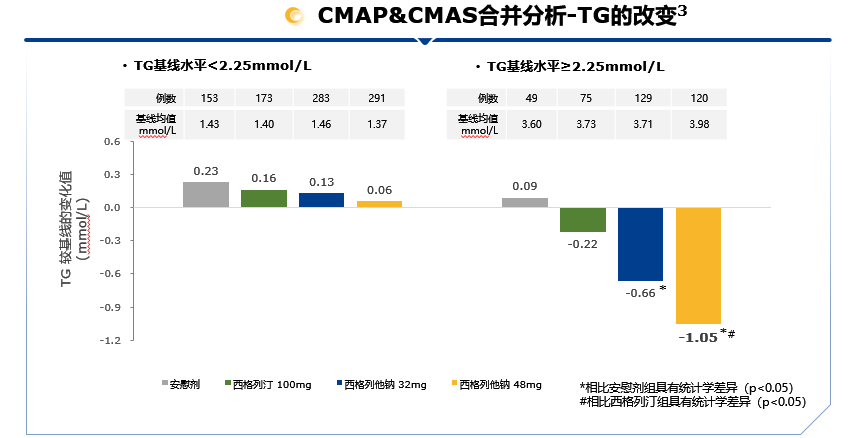 CMAP&CMAS合并分析-TG的改变3
• TG基线水平<2.25mmol/L
• TG基线水平≥2.25mmol/L
例数 153 173 283 291
基线均值 mmol/L 1.43 1.40 1.46 1.37
例数 49 75 129 120
基线均值 mmol/L 3.60 3.73 3.71 3.98
TG 较基线的变化值
（mmol/L）
0.6
0.3
0.0
-0.3
-0.6
-0.9
-1.2
0.23
0.16
0.13
0.06
0.09
-0.22
-0.66 *
-1.05 *#
安慰剂
西格列汀 100mg
西格列他钠 32mg
西格列他钠 48mg
*相比安慰剂组具有统计学差异（p<0.05）
#相比西格列汀组具有统计学差异（p<0.05）